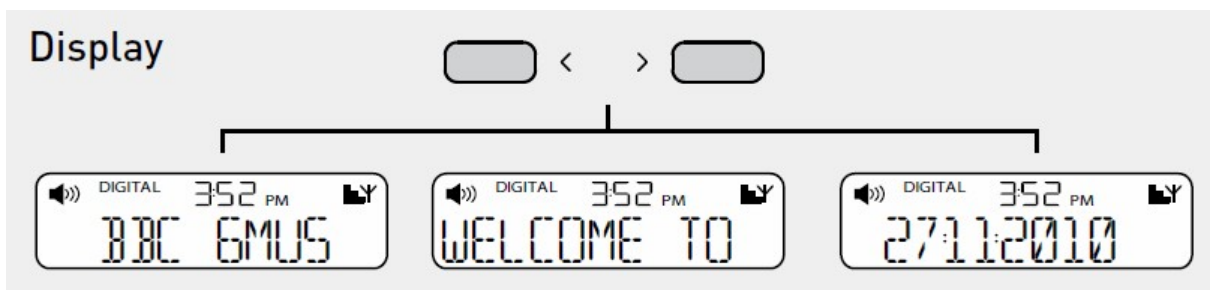 Display
< >
DIGITAL 3:52 PM
BBC 6MUS
DIGITAL 3:52 PM
WELCOME TO
DIGITAL 3:52 PM
27:11:2010